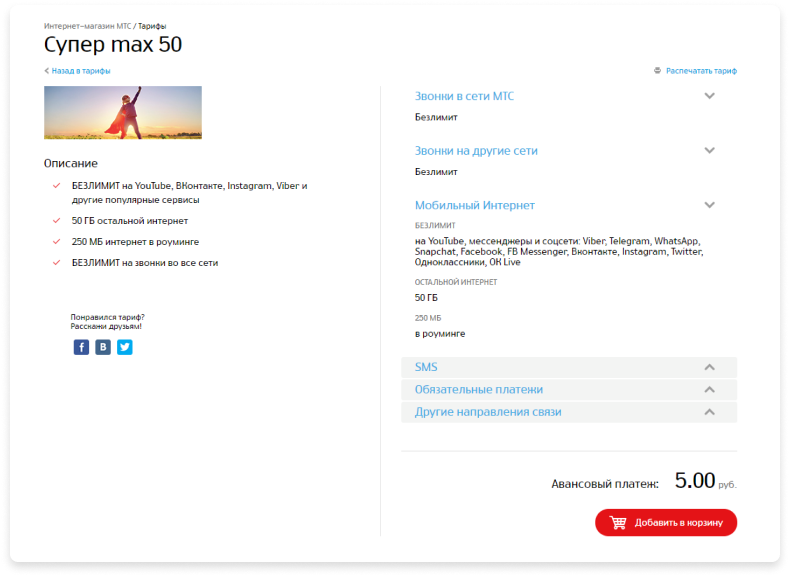 Интернет-магазин МТС / Тарифы
Супер max 50
Назад в тарифы
Распечатать тариф
Описание
БЕЗЛИМИТ на YouTube, ВКонтакте, Instagram, Viber и
другие популярные сервисы
50 ГБ остальной интернет
250 МБ интернет в роуминге
БЕЗЛИМИТ на звонки во все сети
Понравился тариф?
Расскажи друзьям!
Звонки в сети МТС
Безлимит
Звонки на другие сети
Безлимит
Мобильный Интернет
БЕЗЛИМИТ
на YouTube, мессенджеры и соцсети: Viber, Telegram, WhatsApp,
Snapchat, Facebook, FB Messenger, Вконтакте, Instagram, Twitter,
Одноклассники, OK Live
ОСТАЛЬНОЙ ИНТЕРНЕТ
50 ГБ
250 МБ
в роуминге
SMS
Обязательные платежи
Другие направления связи
Авансовый платеж: 5.00 руб.
Добавить в корзину